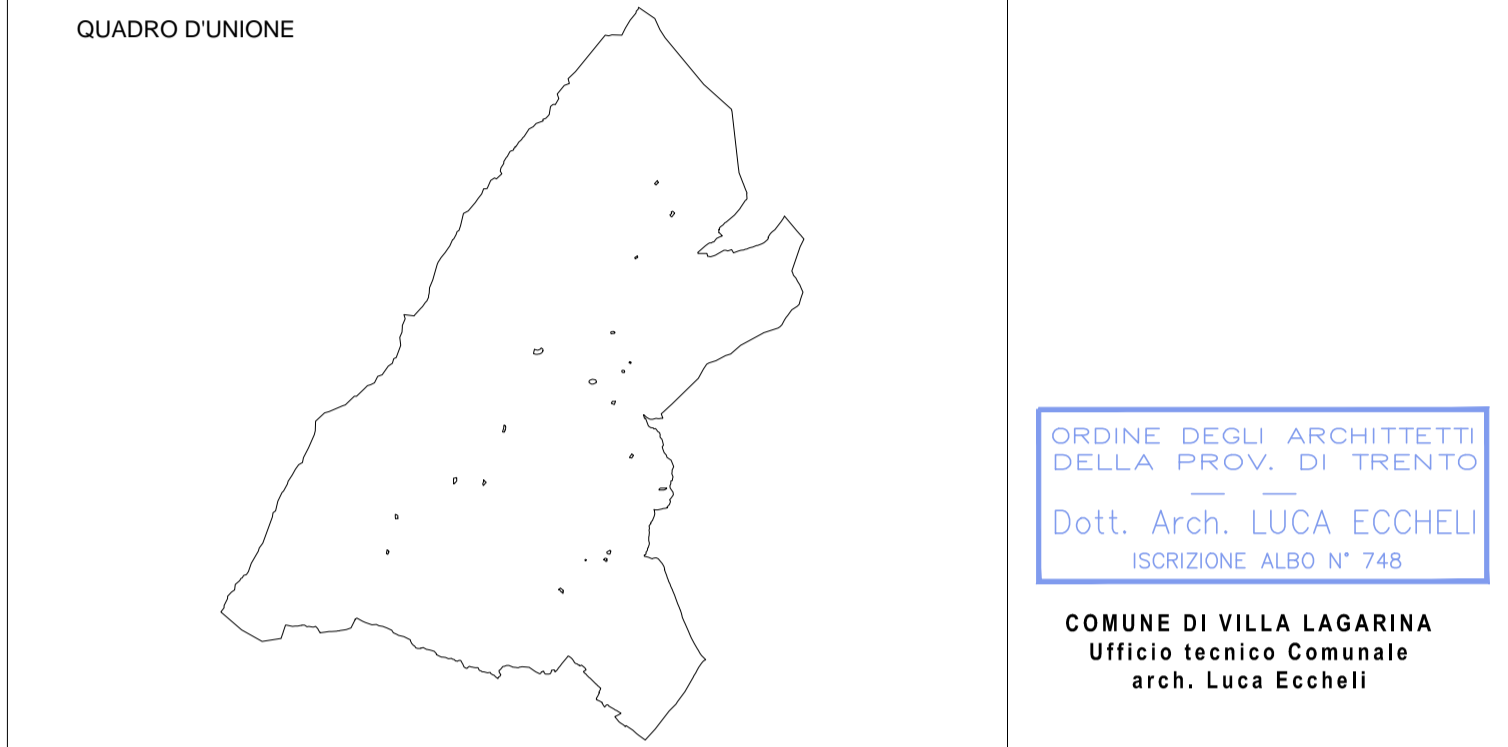 QUADRO D'UNIONE
ORDINE DEGLI ARCHITTETTI
DELLA PROV. DI TRENTO
— —
Dott. Arch. LUCA ECCHELI
ISCRIZIONE ALBO N° 748
COMUNE DI VILLA LAGARINA
Ufficio tecnico Comunale
arch. Luca Eccheli